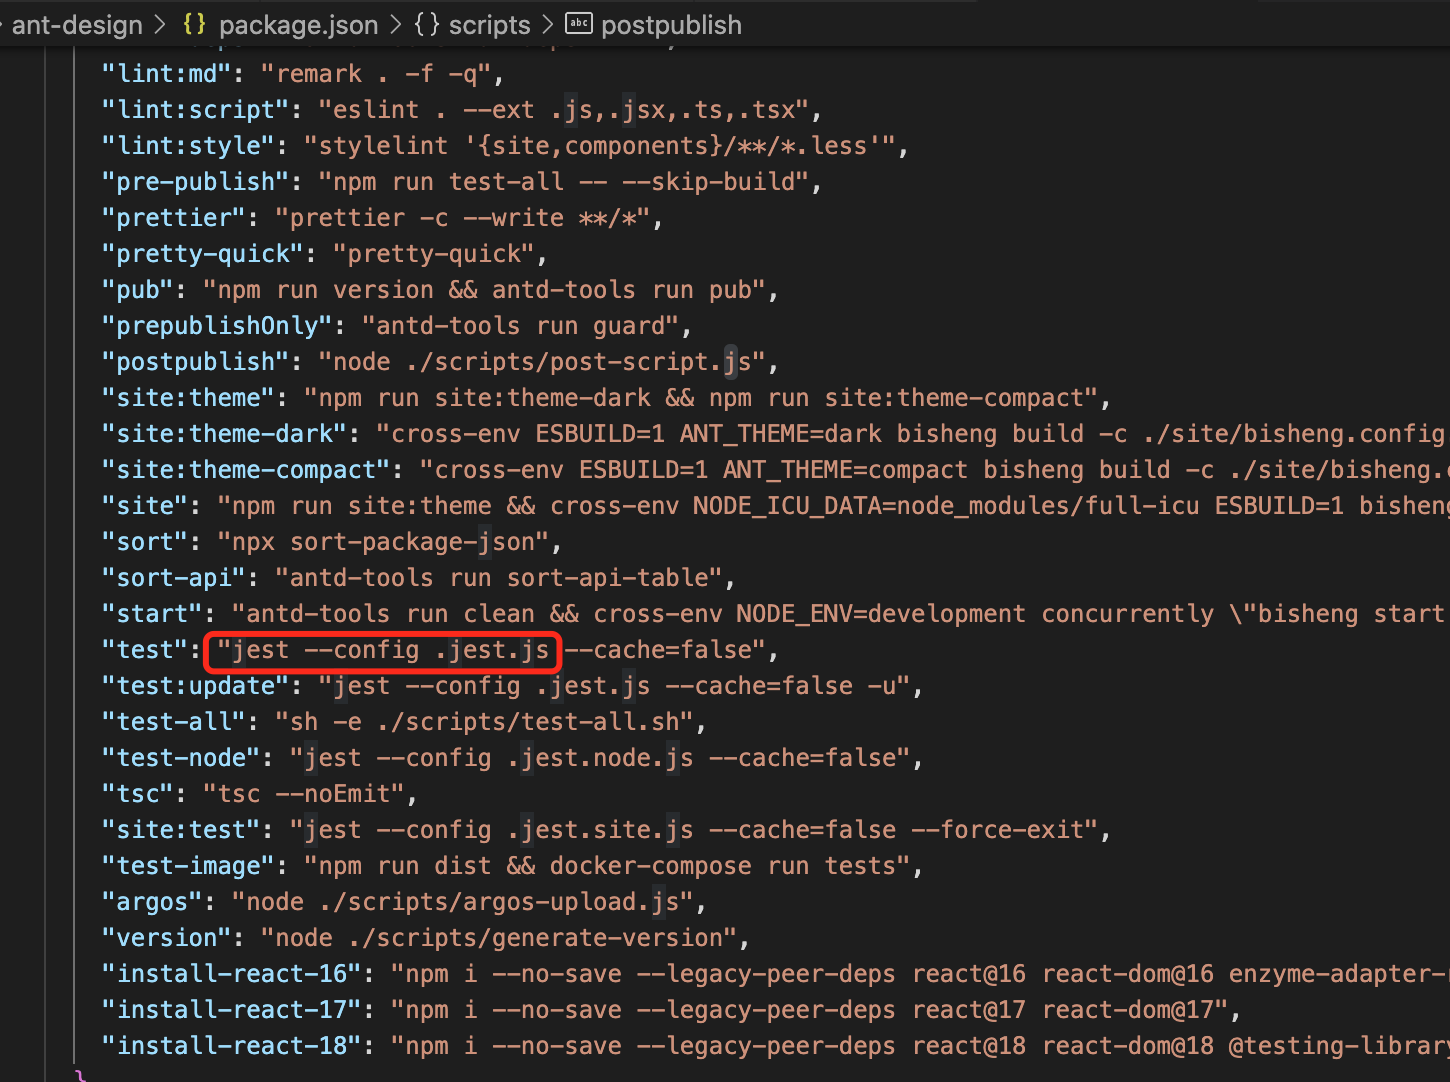 ant-design > {} package.json > {} scripts > abc postpublish
"lint:md": "remark . -f -q",
"lint:script": "eslint . --ext .js,.jsx,.ts,.tsx",
"lint:style": "stylelint '{site,components}/**/*.less'",
"pre-publish": "npm run test-all -- --skip-build",
"prettier": "prettier -c --write **/*",
"pretty-quick": "pretty-quick",
"pub": "npm run version && antd-tools run pub",
"prepublishOnly": "antd-tools run guard",
"postpublish": "node ./scripts/post-script.js",
"site:theme": "npm run site:theme-dark && npm run site:theme-compact",
"site:theme-dark": "cross-env ESBUILD=1 ANT_THEME=dark bisheng build -c ./site/bisheng.config
"site:theme-compact": "cross-env ESBUILD=1 ANT_THEME=compact bisheng build -c ./site/bisheng.
"site": "npm run site:theme && cross-env NODE_ICU_DATA=node_modules/full-icu ESBUILD=1 bisheng
"sort": "npx sort-package-json",
"sort-api": "antd-tools run sort-api-table",
"start": "antd-tools run clean && cross-env NODE_ENV=development concurrently \"bisheng start
"test": "jest --config .jest.js --cache=false",
"test:update": "jest --config .jest.js --cache=false -u",
"test-all": "sh -e ./scripts/test-all.sh",
"test-node": "jest --config .jest.node.js --cache=false",
"tsc": "tsc --noEmit",
"site:test": "jest --config .jest.site.js --cache=false --force-exit",
"test-image": "npm run dist && docker-compose run tests",
"argos": "node ./scripts/argos-upload.js",
"version": "node ./scripts/generate-version",
"install-react-16": "npm i --no-save --legacy-peer-deps react@16 react-dom@16 enzyme-adapter-
"install-react-17": "npm i --no-save --legacy-peer-deps react@17 react-dom@17",
"install-react-18": "npm i --no-save --legacy-peer-deps react@18 react-dom@18 @testing-library
}